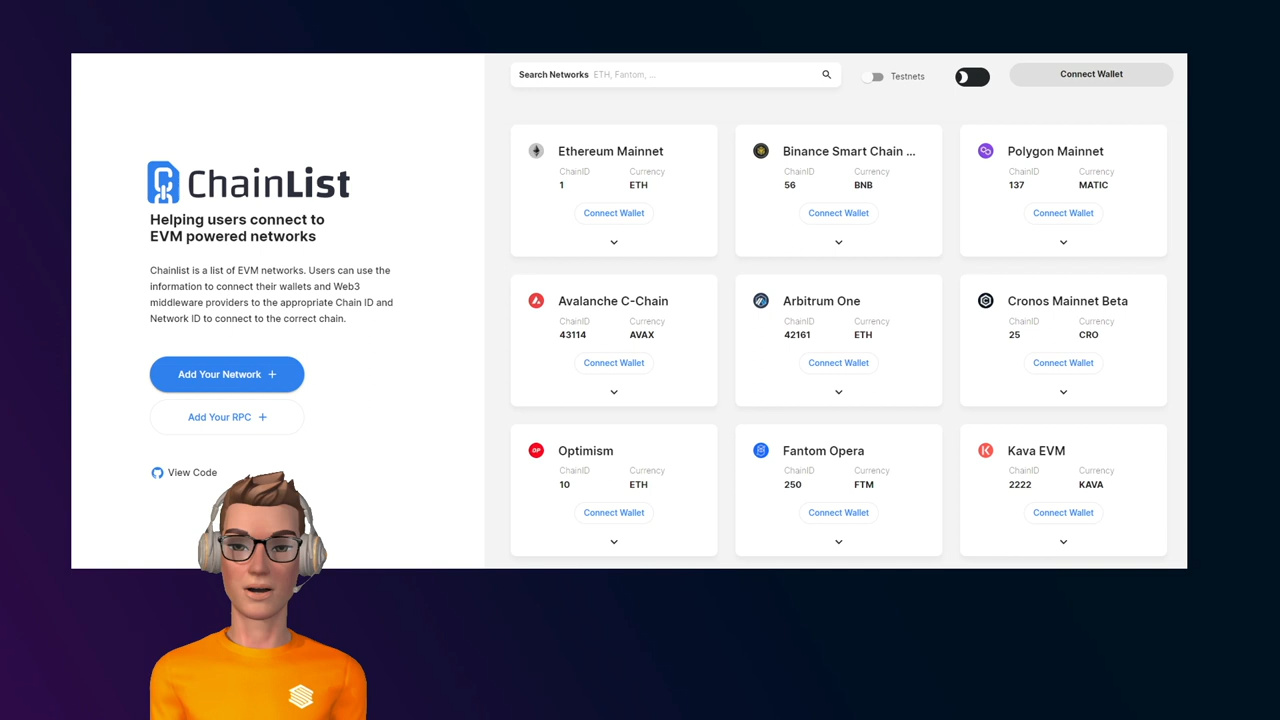 ChainList
Helping users connect to
EVM powered networks
Chainlist is a list of EVM networks. Users can use the
information to connect their wallets and Web3
middleware providers to the appropriate Chain ID and
Network ID to connect to the correct chain.
Add Your Network +
Add Your RPC +
View Code
Search Networks ETH, Fantom, ...
Testnets
Connect Wallet
Ethereum Mainnet
ChainID Currency
1 ETH
Connect Wallet
Binance Smart Chain ...
ChainID Currency
56 BNB
Connect Wallet
Polygon Mainnet
ChainID Currency
137 MATIC
Connect Wallet
Avalanche C-Chain
ChainID Currency
43114 AVAX
Connect Wallet
Arbitrum One
ChainID Currency
42161 ETH
Connect Wallet
Cronos Mainnet Beta
ChainID Currency
25 CRO
Connect Wallet
OP
Optimism
ChainID Currency
10 ETH
Connect Wallet
Fantom Opera
ChainID Currency
250 FTM
Connect Wallet
Kava EVM
ChainID Currency
2222 KAVA
Connect Wallet